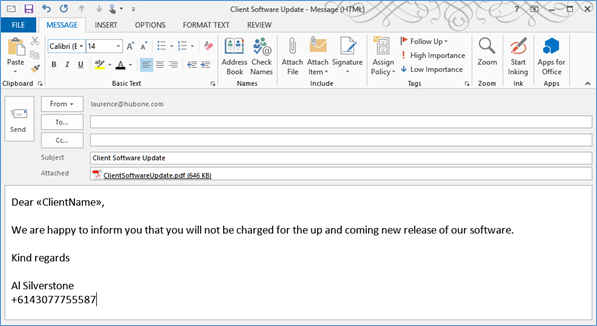 Client Software Update - Message (HTML)
FILE MESSAGE INSERT OPTIONS FORMAT TEXT REVIEW
Paste
Clipboard
Calibri (E 14
B I U
Basic Text
Address Book
Check Names
Names
Attach File
Attach Item
Signature
Include
Assign Policy
Follow Up
High Importance
Low Importance
Tags
Zoom
Zoom
Start Inking
Ink
Apps for Office
Apps
Send
From laurence@hubone.com
To...
Cc...
Subject Client Software Update
Attached ClientSoftwareUpdate.pdf (646 KB)
Dear «ClientName»,
We are happy to inform you that you will not be charged for the up and coming new release of our software.
Kind regards
Al Silverstone
+6143077755587